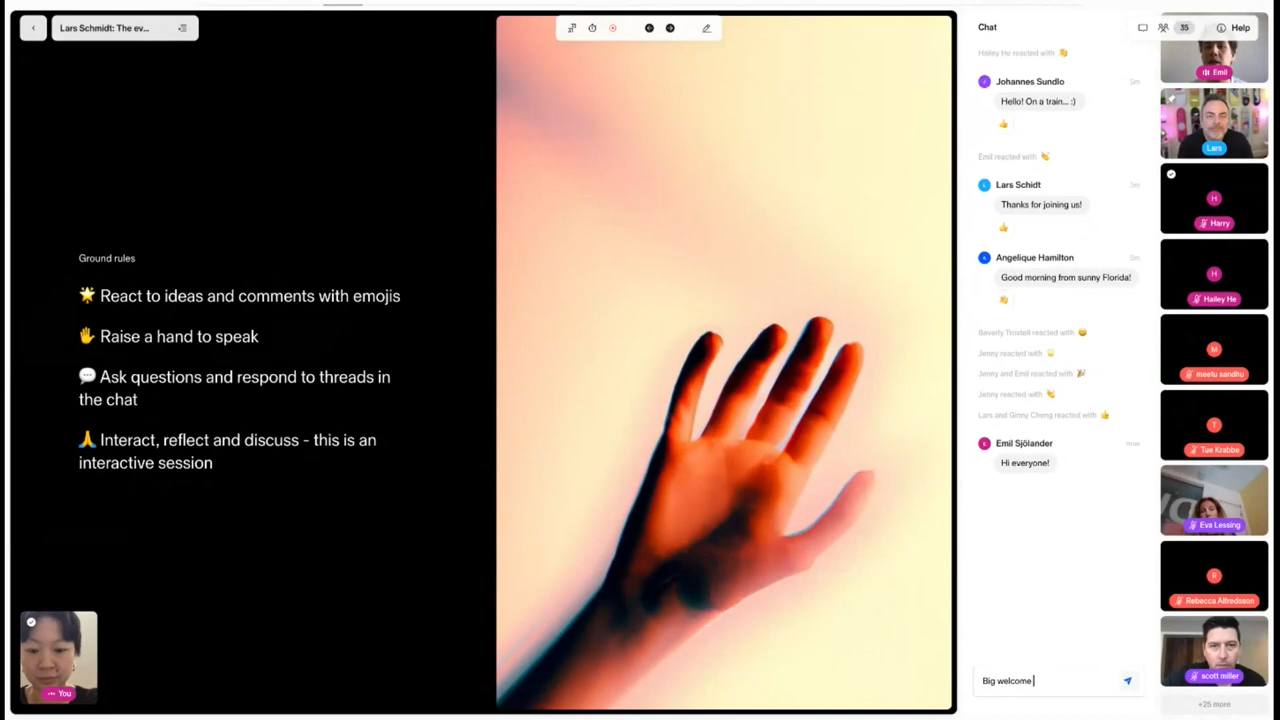 Lars Schmidt: The ev...
Ground rules
🌟 React to ideas and comments with emojis
✋ Raise a hand to speak
💬 Ask questions and respond to threads in
the chat
🙏 Interact, reflect and discuss - this is an
interactive session
You
Chat
35
Help
Hailey He reacted with 👏
Johannes Sundlo
5m
Hello! On a train... :)
Emil reacted with 👏
Lars Schidt
5m
Thanks for joining us!
Angelique Hamilton
5m
Good morning from sunny Florida!
Beverly Troxtell reacted with 😄
Jenny reacted with
Jenny and Emil reacted with 🎉
Jenny reacted with 👏
Lars and Ginny Cheng reacted with 👍
Emil Sjölander
now
Hi everyone!
Big welcome
Emil
Lars
H
Harry
H
Hailey He
M
meetu sandhu
T
Tue Krabbe
Eva Lessing
R
Rebecca Alfredsson
scott miller
+25 more